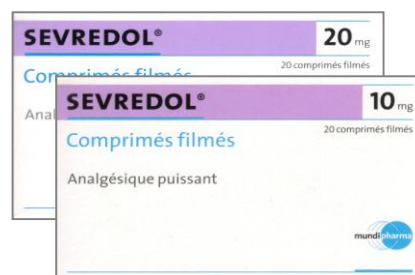 SEVREDOL® 20 mg
20 comprimés filmés
Comprimés filmés
Anal
SEVREDOL® 10 mg
20 comprimés filmés
Comprimés filmés
Analgésique puissant
mundipharma